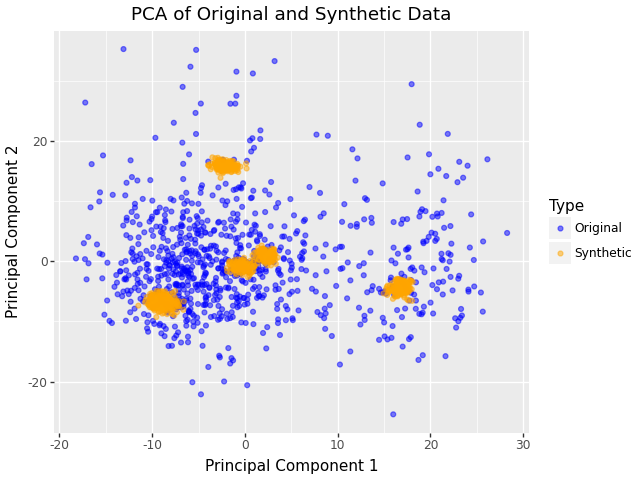 PCA of Original and Synthetic Data
Principal Component 2
20
0
-20
-20
-10
0
10
20
30
Principal Component 1
Type
Original
Synthetic